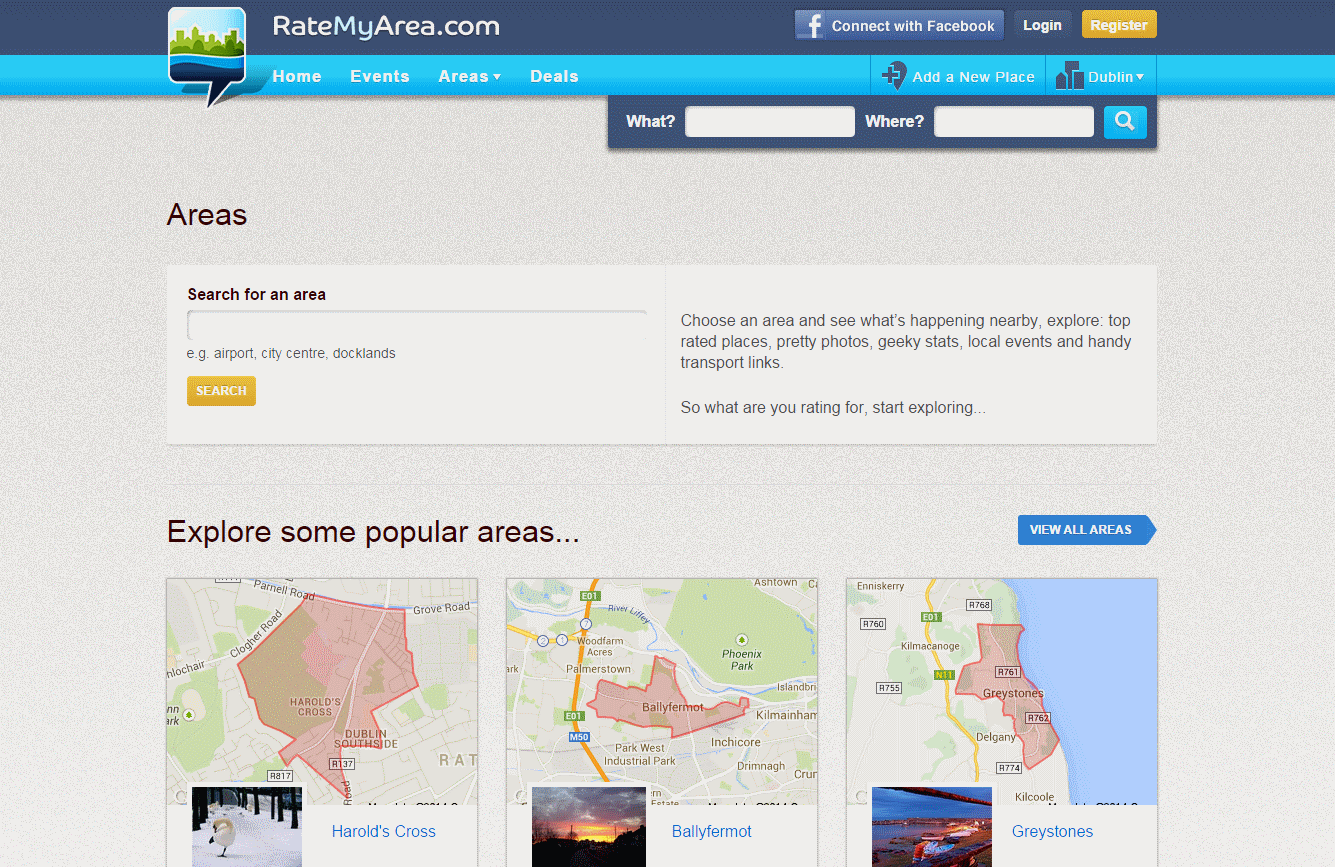 RateMyArea.com
Connect with Facebook
Login
Register
Home
Events
Areas
Deals
Add a New Place
Dublin
What?
Where?
Areas
Search for an area
e.g. airport, city centre, docklands
SEARCH
Choose an area and see what's happening nearby, explore: top
rated places, pretty photos, geeky stats, local events and handy
transport links.
So what are you rating for, start exploring...
Explore some popular areas...
VIEW ALL AREAS
Parnell Road
Grove Road
Clogher Road
HAROLD'S
CROSS
DUBLIN
SOUTHSIDE
R137
R817
Road
Harold's Cross
Ashtown
E01
River Liffey
7
2
1
Woodfarm
Acres
Palmerstown
Phoenix
Park
Ballyfermot
Kilmainham
E01
M50
Inchicore
Park West
Industrial Park
Drimnagh
Ballyfermot
Enniskerry
R768
E01
R760
Kilmacanoge
R761
N11
R755
Greystones
R762
Delgany
R774
Kilcoole
Greystones